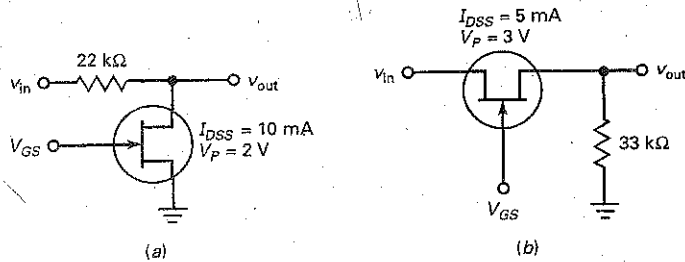 22 kΩ
v_in
v_out
V_GS
I_DSS = 10 mA
V_P = 2 V
(a)
I_DSS = 5 mA
V_P = 3 V
v_in
v_out
33 kΩ
V_GS
(b)